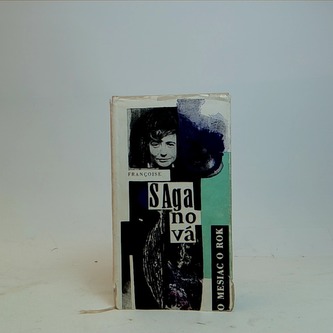 FRANÇOISE
SAga
no
vá
O MESIAC O ROK